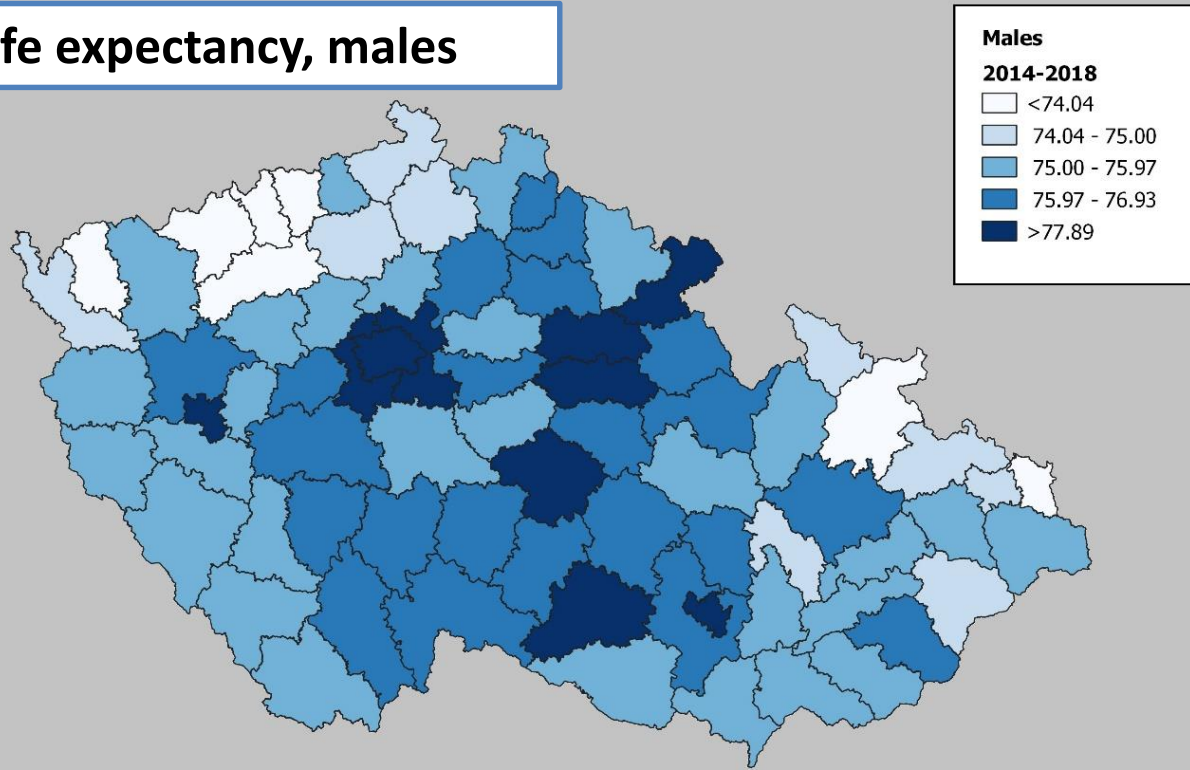 fe expectancy, males
Males
2014-2018
<74.04
74.04 - 75.00
75.00 - 75.97
75.97 - 76.93
>77.89